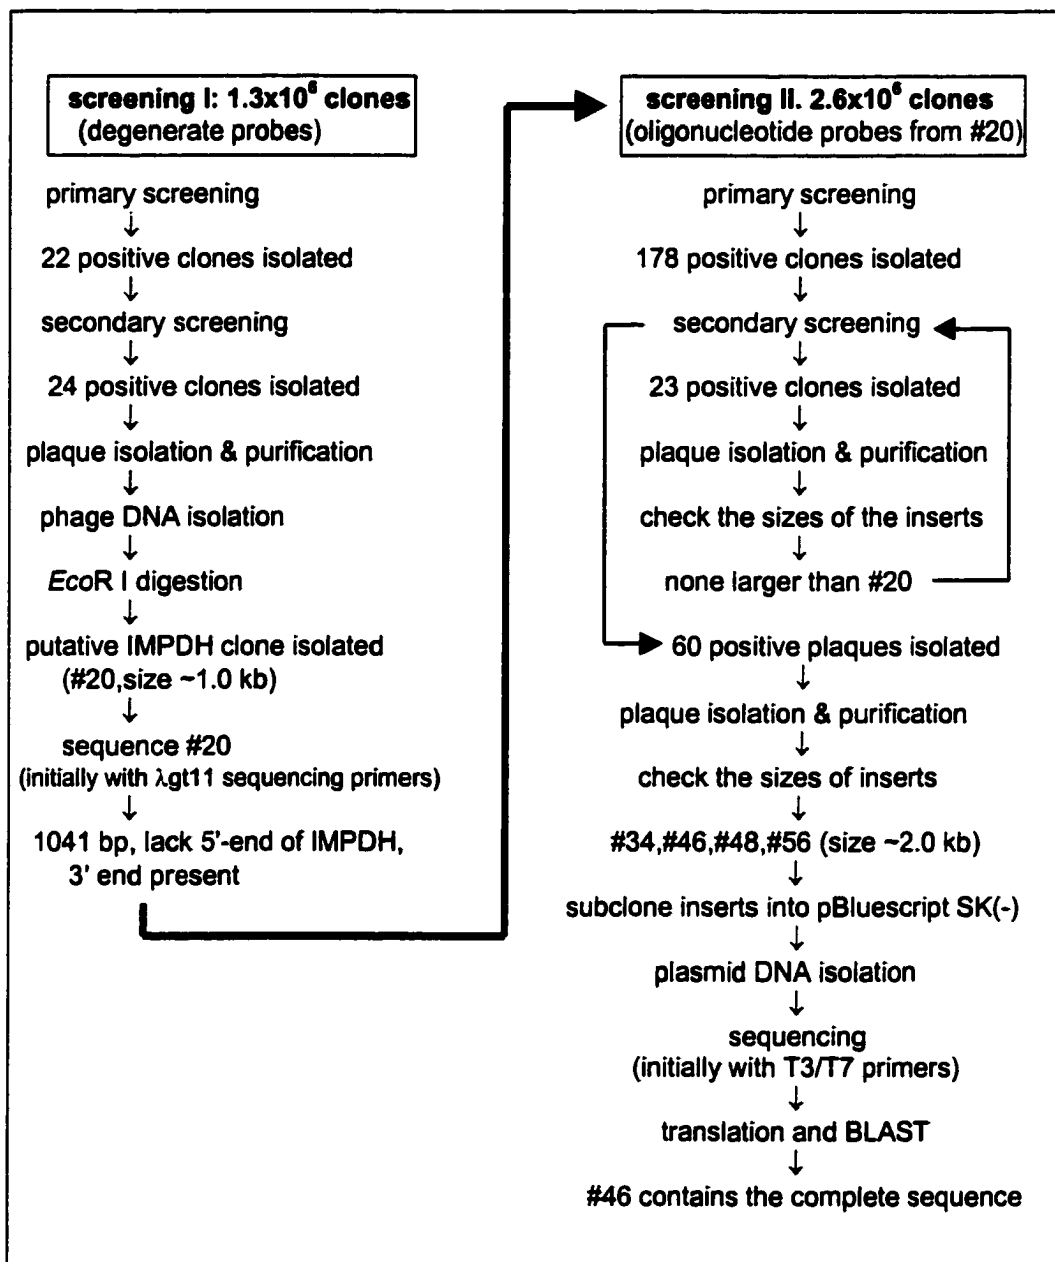 screening I: 1.3x10⁶ clones
(degenerate probes)
primary screening
↓
22 positive clones isolated
↓
secondary screening
↓
24 positive clones isolated
↓
plaque isolation & purification
↓
phage DNA isolation
↓
EcoR I digestion
↓
putative IMPDH clone isolated
(#20,size ~1.0 kb)
↓
sequence #20
(initially with λgt11 sequencing primers)
↓
1041 bp, lack 5'-end of IMPDH,
3' end present
screening II. 2.6x10⁶ clones
(oligonucleotide probes from #20)
primary screening
↓
178 positive clones isolated
↓
secondary screening
↓
23 positive clones isolated
↓
plaque isolation & purification
↓
check the sizes of the inserts
↓
none larger than #20
60 positive plaques isolated
↓
plaque isolation & purification
↓
check the sizes of inserts
↓
#34,#46,#48,#56 (size ~2.0 kb)
↓
subclone inserts into pBluescript SK(-)
↓
plasmid DNA isolation
↓
sequencing
(initially with T3/T7 primers)
↓
translation and BLAST
↓
#46 contains the complete sequence